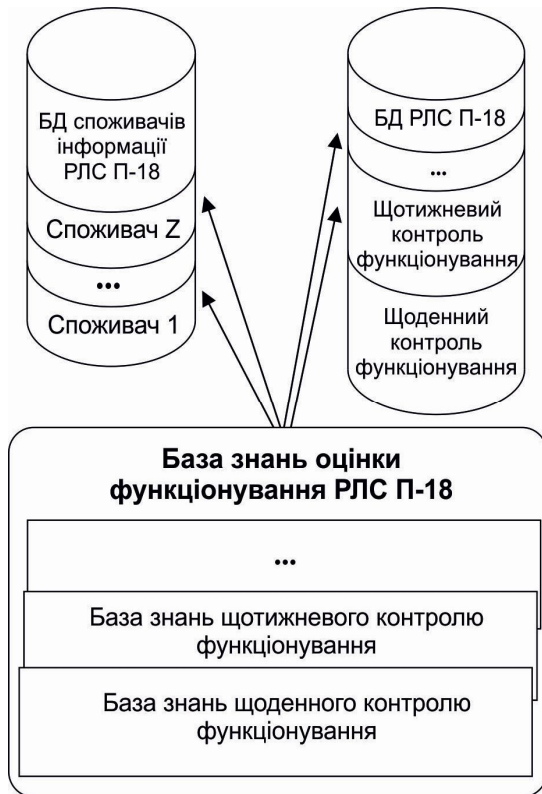 БД споживачів
інформації
РЛС П-18
Споживач Z
...
Споживач 1
БД РЛС П-18
...
Щотижневий
контроль
функціонування
Щоденний
контроль
функціонування
База знань оцінки
функціонування РЛС П-18
...
База знань щотижневого контролю
функціонування
База знань щоденного контролю
функціонування